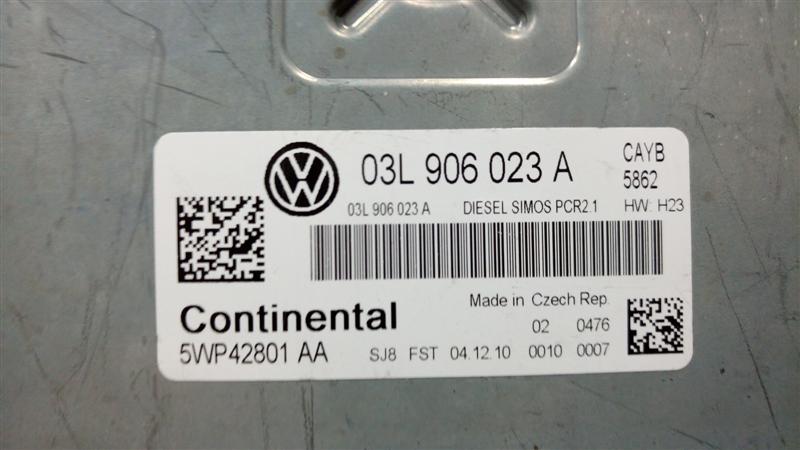 03L 906 023 A CAYB
5862
03L 906 023 A DIESEL SIMOS PCR2.1 HW: H23
Continental Made in Czech Rep.
02 0476
5WP42801 AA SJ8 FST 04.12.10 0010 0007